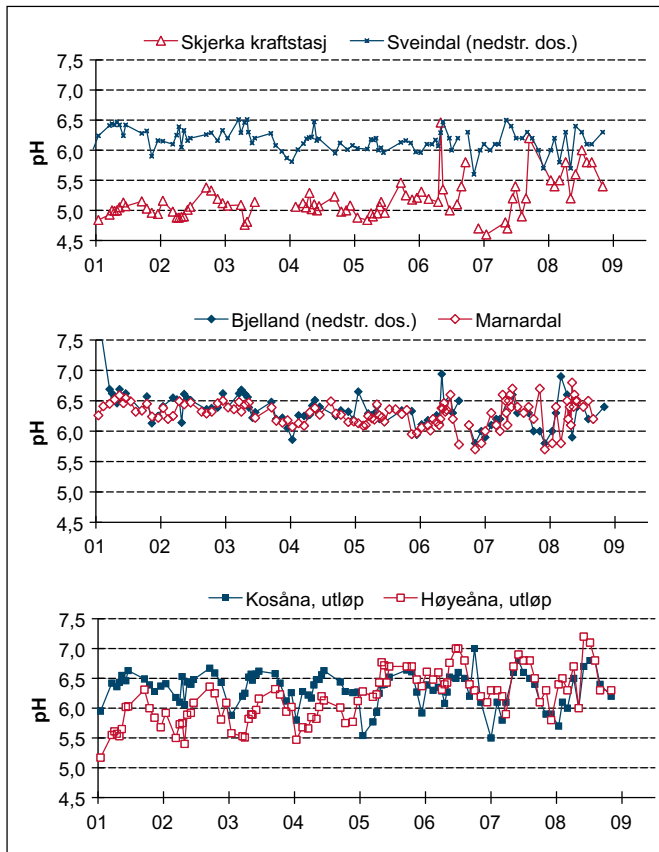 Skjerka kraftstasj Sveindal (nedstr. dos.)
7,5
7,0
6,5
6,0
5,5
5,0
4,5
pH
01 02 03 04 05 06 07 08 09
Bjelland (nedstr. dos.) Marnardal
7,5
7,0
6,5
6,0
5,5
5,0
4,5
pH
01 02 03 04 05 06 07 08 09
Kosåna, utløp Høyeåna, utløp
7,5
7,0
6,5
6,0
5,5
5,0
4,5
pH
01 02 03 04 05 06 07 08 09